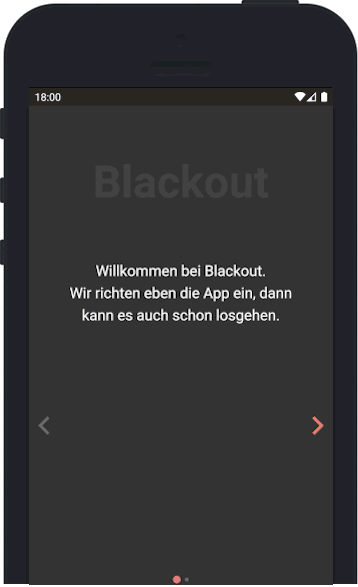 18:00
Blackout
Willkommen bei Blackout.
Wir richten eben die App ein, dann
kann es auch schon losgehen.